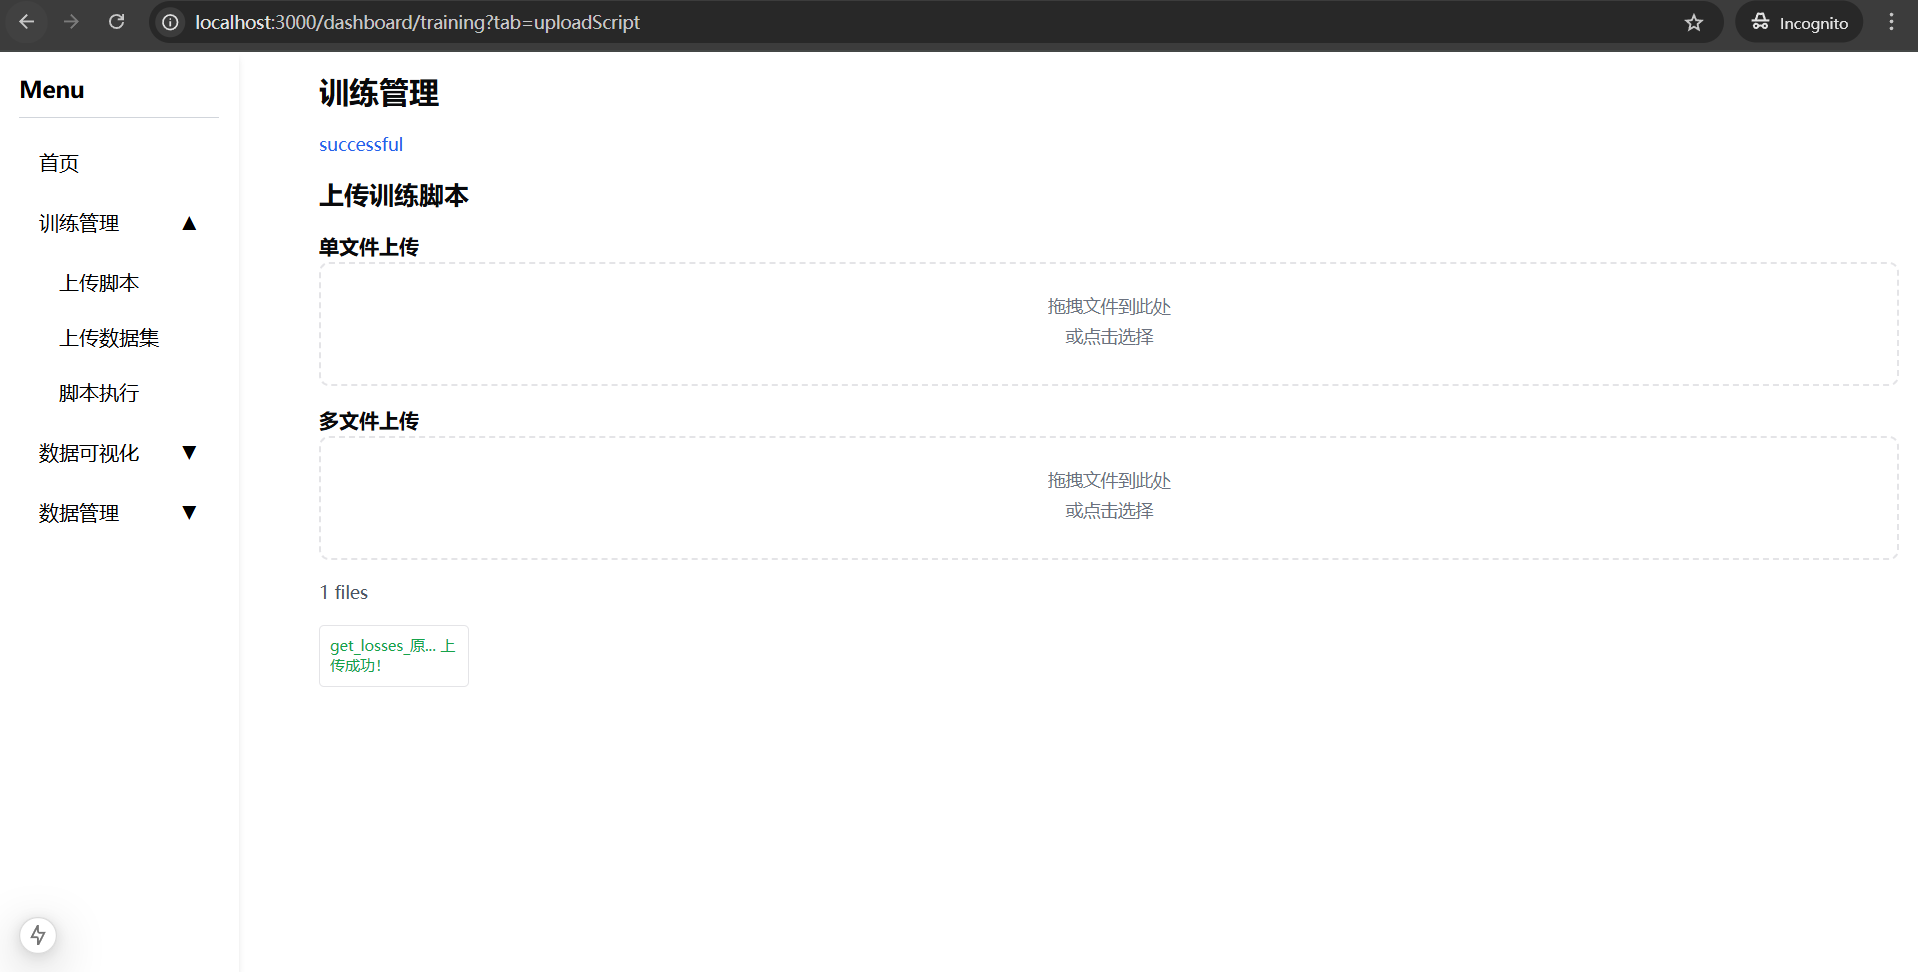 localhost:3000/dashboard/training?tab=uploadScript
Incognito
Menu
首页
训练管理 ▲
上传脚本
上传数据集
脚本执行
数据可视化 ▼
数据管理 ▼
训练管理
successful
上传训练脚本
单文件上传
拖拽文件到此处
或点击选择
多文件上传
拖拽文件到此处
或点击选择
1 files
get_losses_原... 上
传成功!